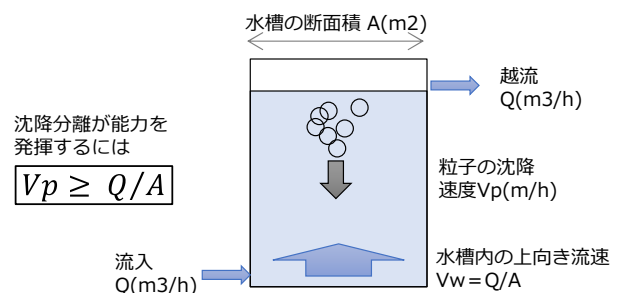 水槽の断面積 A(m2)
越流
Q(m3/h)
沈降分離が能力を
発揮するには
Vp ≥ Q/A
粒子の沈降
速度Vp(m/h)
水槽内の上向き流速
Vw＝Q/A
流入
Q(m3/h)